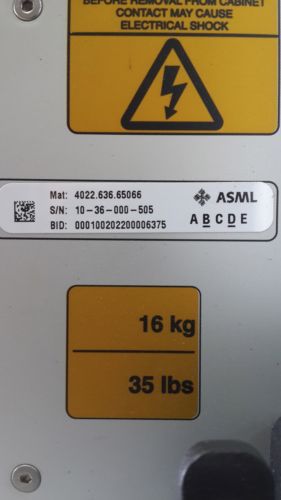 BEFORE REMOVAL FROM CABINET
CONTACT MAY CAUSE
ELECTRICAL SHOCK
Mat: 4022.636.65066
S/N: 10-36-000-505
BID: 000100202200006375
ASML
A B C D E
16 kg
35 lbs